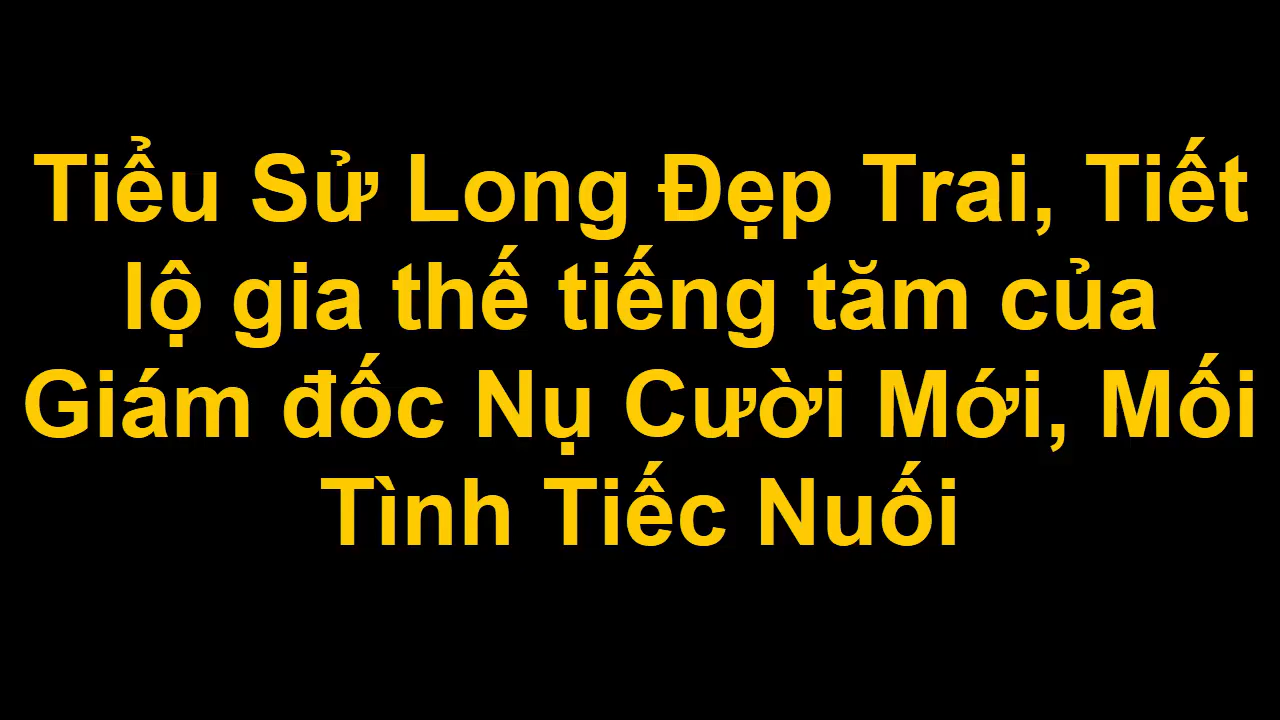 Tiểu Sử Long Đẹp Trai, Tiết
lộ gia thế tiếng tăm của
Giám đốc Nụ Cười Mới, Mối
Tình Tiếc Nuối